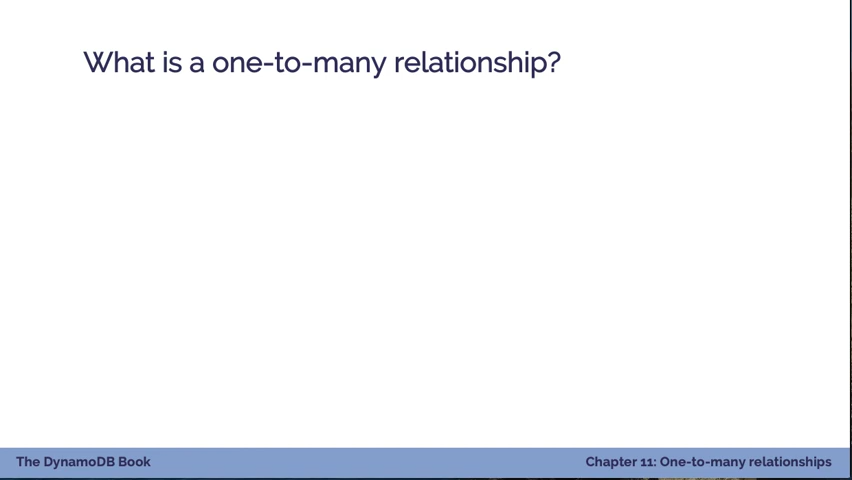 What is a one-to-many relationship?
The DynamoDB Book
Chapter 11: One-to-many relationships